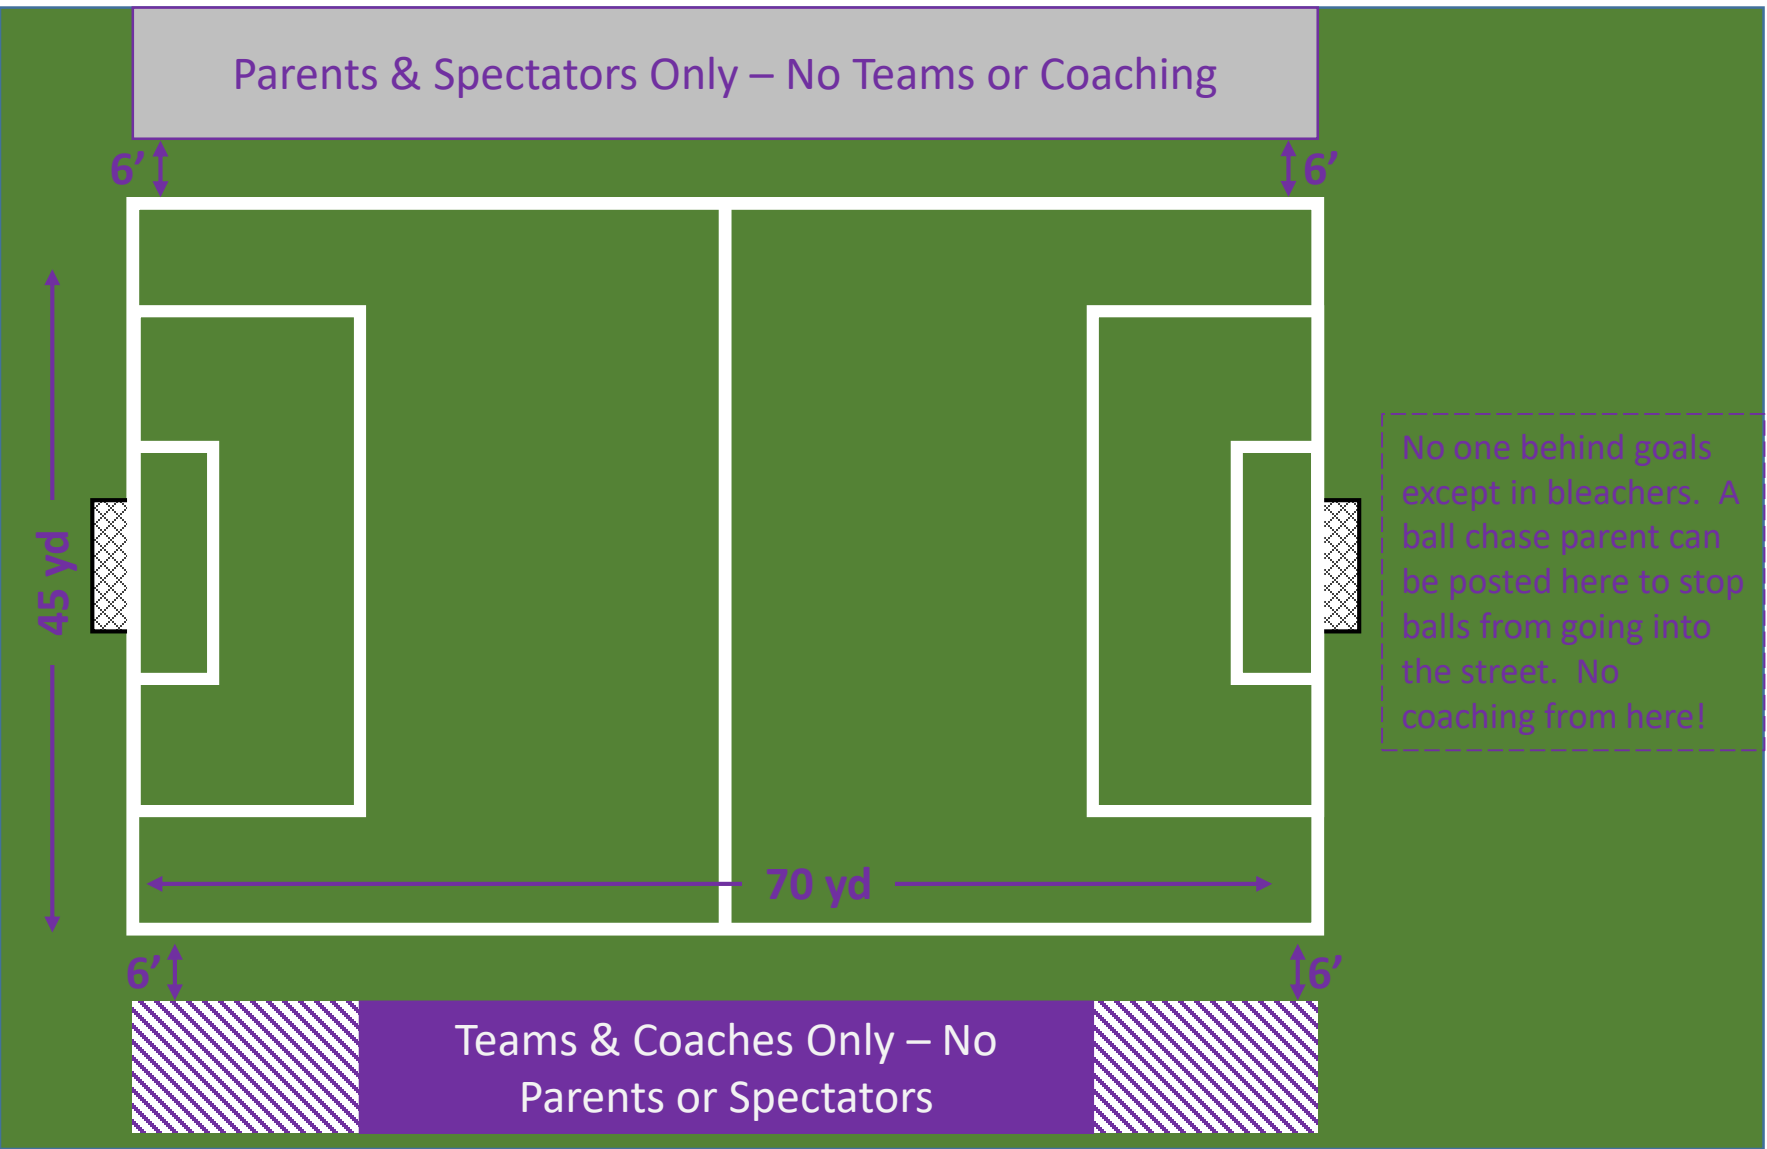 Parents & Spectators Only – No Teams or Coaching
6’
6’
45 yd
No one behind goals
except in bleachers.  A
ball chase parent can
be posted here to stop
balls from going into
the street.  No
coaching from here!
70 yd
6’
6’
Teams & Coaches Only – No
Parents or Spectators